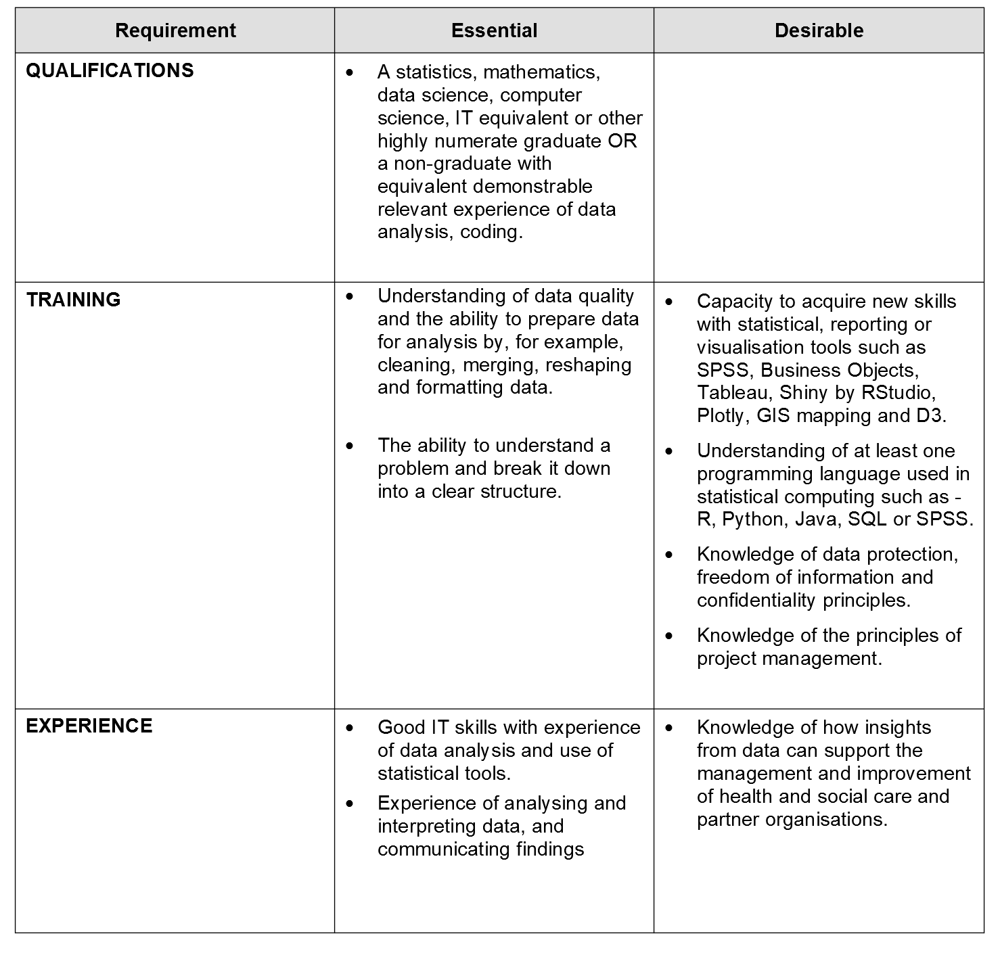 Requirement
Essential
Desirable
QUALIFICATIONS
• A statistics, mathematics,
data science, computer
science, IT equivalent or other
highly numerate graduate OR
a non-graduate with
equivalent demonstrable
relevant experience of data
analysis, coding.
TRAINING
• Understanding of data quality
and the ability to prepare data
for analysis by, for example,
cleaning, merging, reshaping
and formatting data.
• The ability to understand a
problem and break it down
into a clear structure.
• Capacity to acquire new skills
with statistical, reporting or
visualisation tools such as
SPSS, Business Objects,
Tableau, Shiny by RStudio,
Plotly, GIS mapping and D3.
• Understanding of at least one
programming language used in
statistical computing such as -
R, Python, Java, SQL or SPSS.
• Knowledge of data protection,
freedom of information and
confidentiality principles.
• Knowledge of the principles of
project management.
EXPERIENCE
• Good IT skills with experience
of data analysis and use of
statistical tools.
• Experience of analysing and
interpreting data, and
communicating findings
• Knowledge of how insights
from data can support the
management and improvement
of health and social care and
partner organisations.